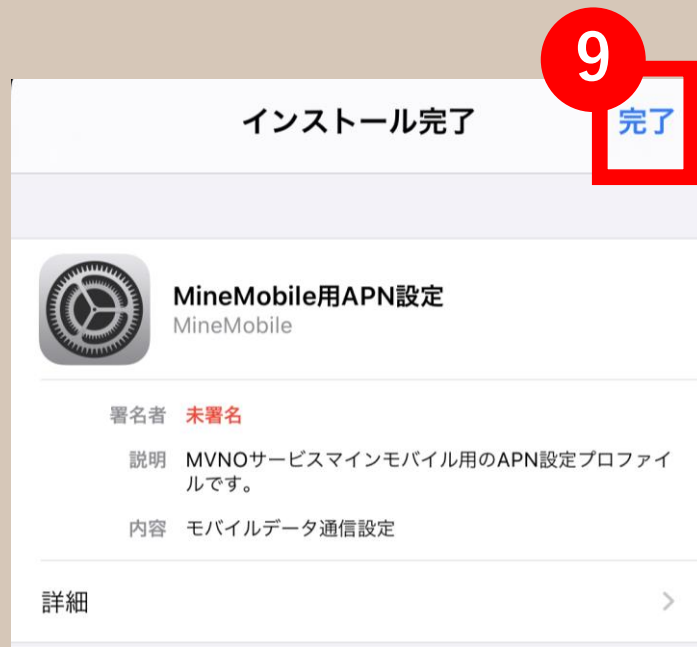 9
インストール完了 完了
MineMobile用APN設定
MineMobile
署名者 未署名
説明 MVNOサービスマインモバイル用のAPN設定プロファイ
ルです。
内容 モバイルデータ通信設定
詳細